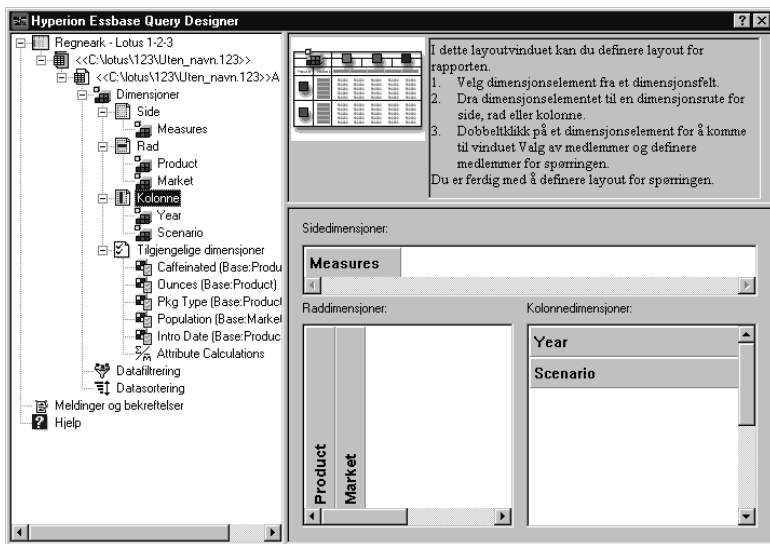 Hyperion Essbase Query Designer
Regneark - Lotus 1-2-3
<<C:\lotus\123\Uten_navn.123>>
<<C:\lotus\123\Uten_navn.123>>A
Dimensjoner
Side
Measures
Rad
Product
Market
Kolonne
Year
Scenario
Tilgjengelige dimensjoner
Caffeinated (Base:Produ
Ounces (Base:Product)
Pkg Type (Base:Product
Population (Base:Market
Intro Date (Base:Produc
Attribute Calculations
Datafiltrering
Datasortering
Meldinger og bekreftelser
Hjelp
I dette layoutvinduet kan du definere layout for
rapporten.
1. Velg dimensjonselement fra et dimensjonsfelt.
2. Dra dimensjonselementet til en dimensjonsrute for
side, rad eller kolonne.
3. Dobbeltklikk på et dimensjonselement for å komme
til vinduet Valg av medlemmer og definere
medlemmer for spørringen.
Du er ferdig med å definere layout for spørringen.
Sidedimensjoner:
Measures
Raddimensjoner:
Product
Market
Kolonnedimensjoner:
Year
Scenario